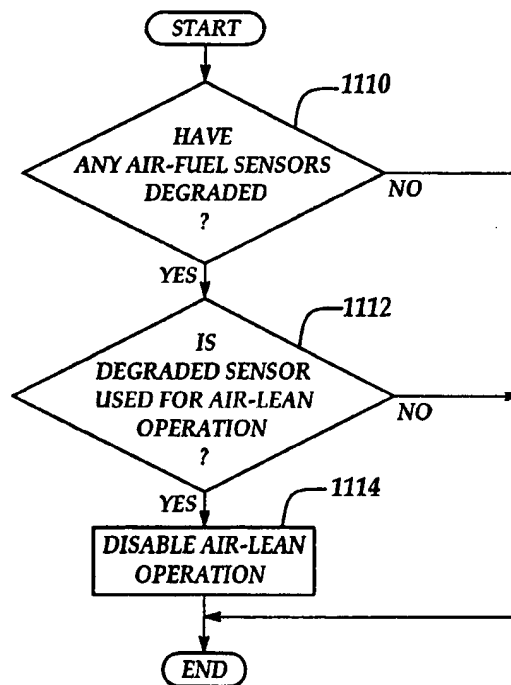 START
1110
HAVE
ANY AIR-FUEL SENSORS
DEGRADED
?
NO
YES
1112
IS
DEGRADED SENSOR
USED FOR AIR-LEAN
OPERATION
?
NO
YES
1114
DISABLE AIR-LEAN
OPERATION
END